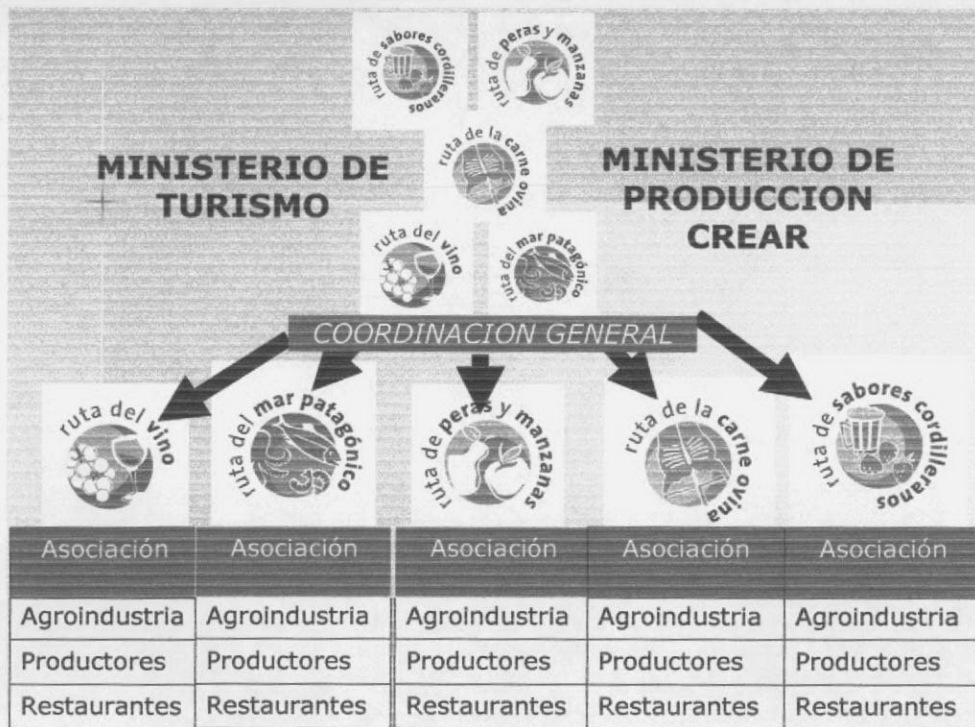 ruta de sabores cordilleranos
ruta de peras y manzanas
ruta de la carne ovina
MINISTERIO DE
TURISMO
MINISTERIO DE
PRODUCCION
CREAR
ruta del vino
ruta del mar patagónico
COORDINACION GENERAL
ruta del vino
ruta del mar patagónico
ruta de peras y manzanas
ruta de la carne ovina
ruta de sabores cordilleranos
Asociación Asociación Asociación Asociación Asociación
Agroindustria Agroindustria Agroindustria Agroindustria Agroindustria
Productores Productores Productores Productores Productores
Restaurantes Restaurantes Restaurantes Restaurantes Restaurantes